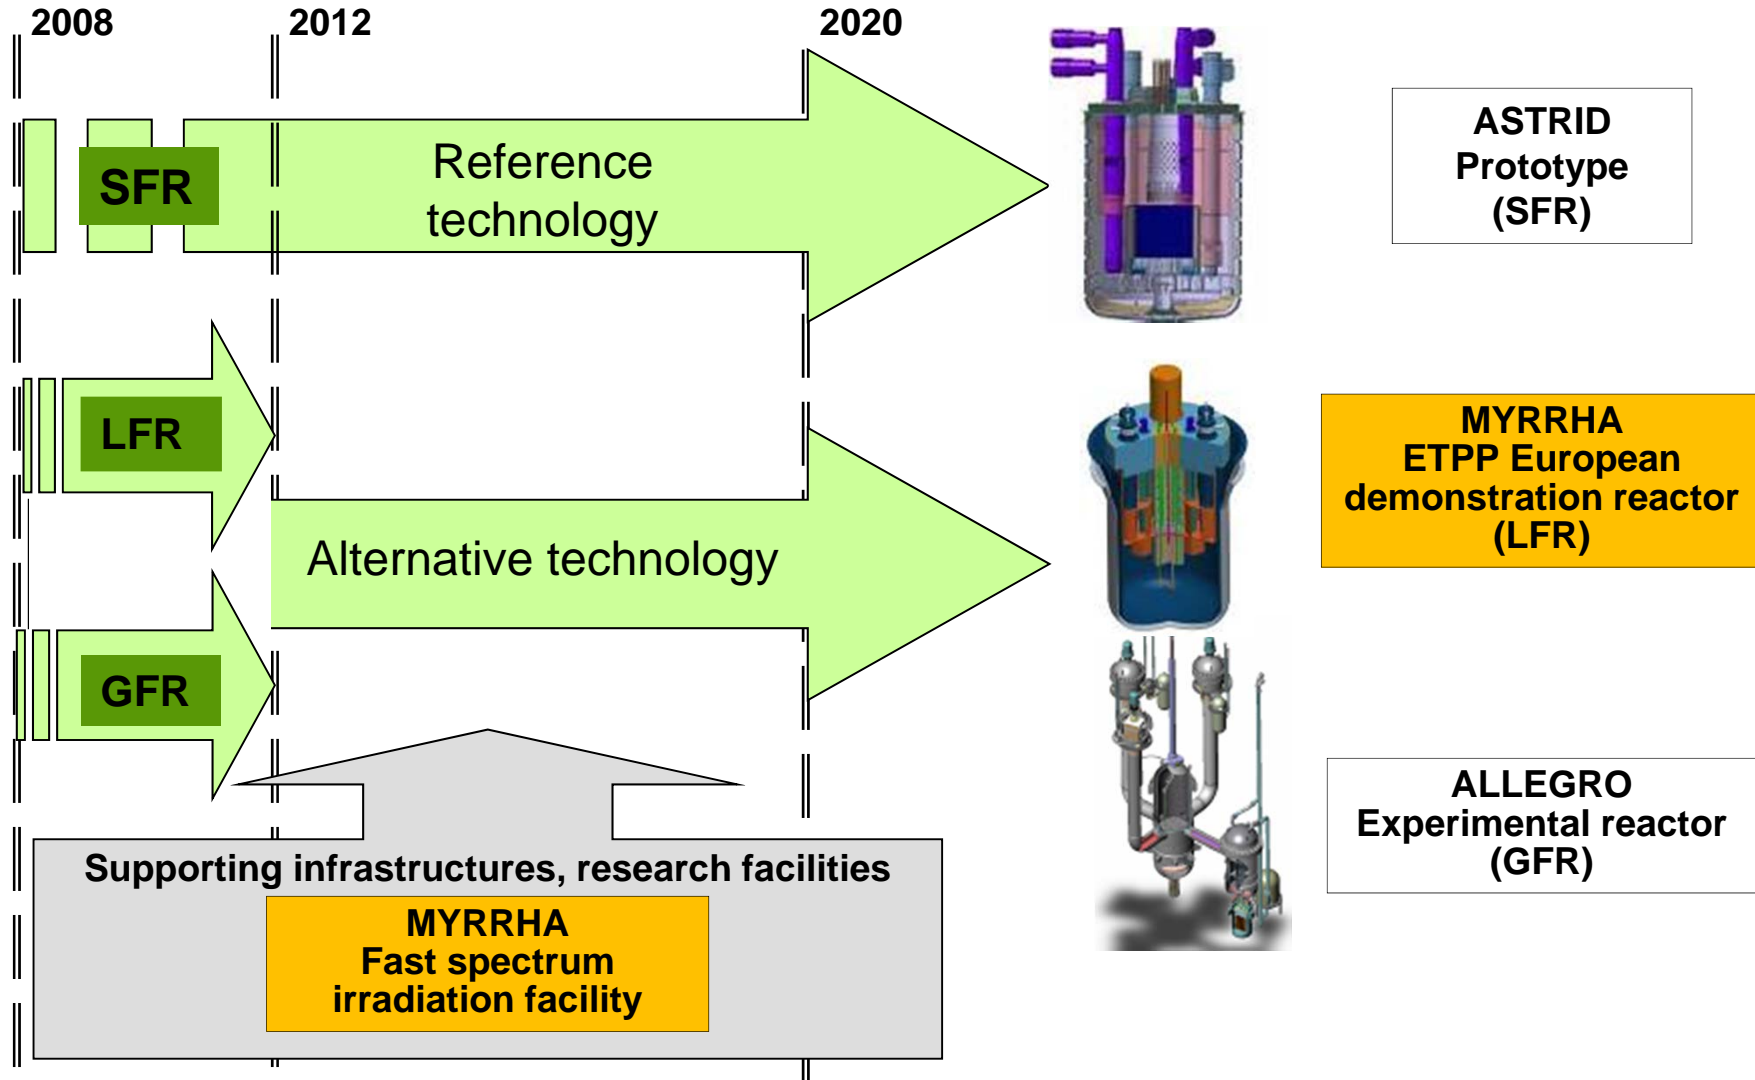 2008
2012
2020
SFR
Reference
technology
ASTRID
Prototype
(SFR)
LFR
MYRRHA
ETPP European
demonstration reactor
(LFR)
Alternative technology
GFR
ALLEGRO
Experimental reactor
(GFR)
Supporting infrastructures, research facilities
MYRRHA
Fast spectrum
irradiation facility